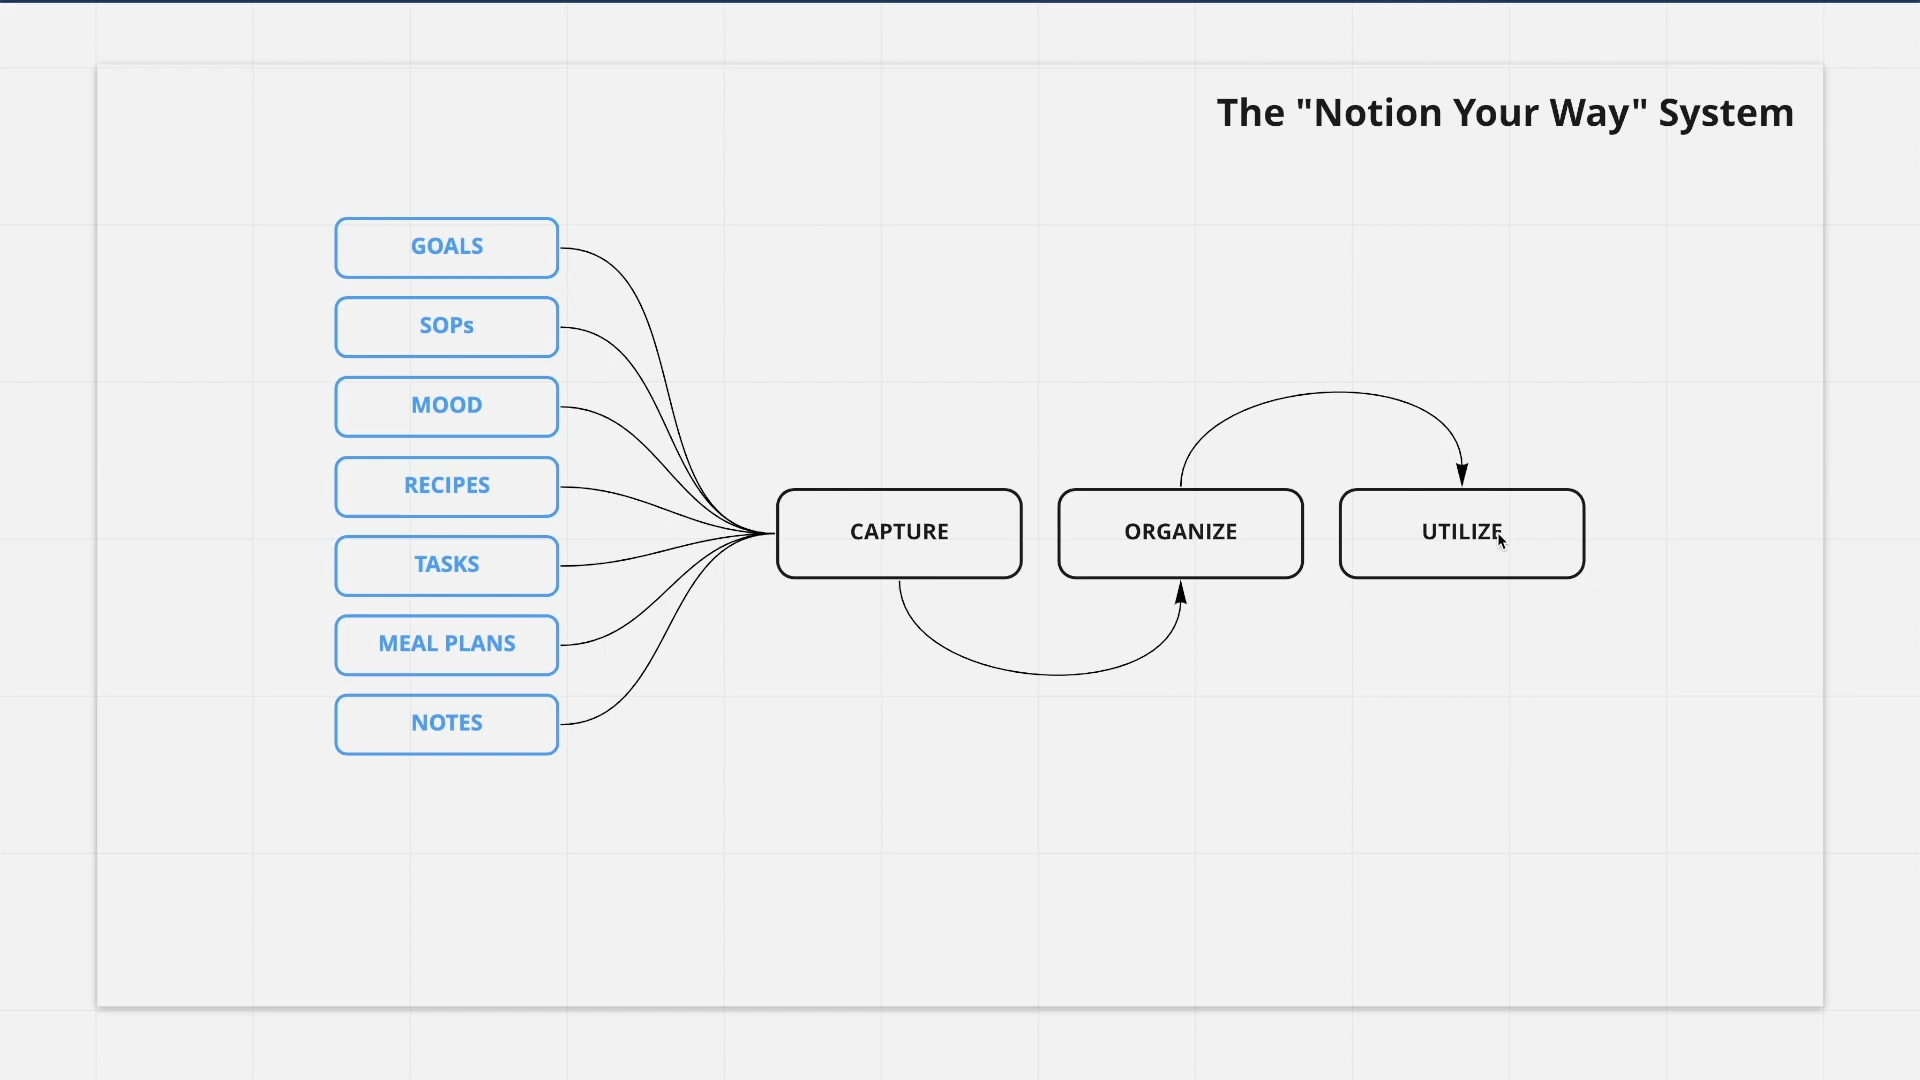 The "Notion Your Way" System
GOALS
SOPs
MOOD
RECIPES
TASKS
MEAL PLANS
NOTES
CAPTURE
ORGANIZE
UTILIZE